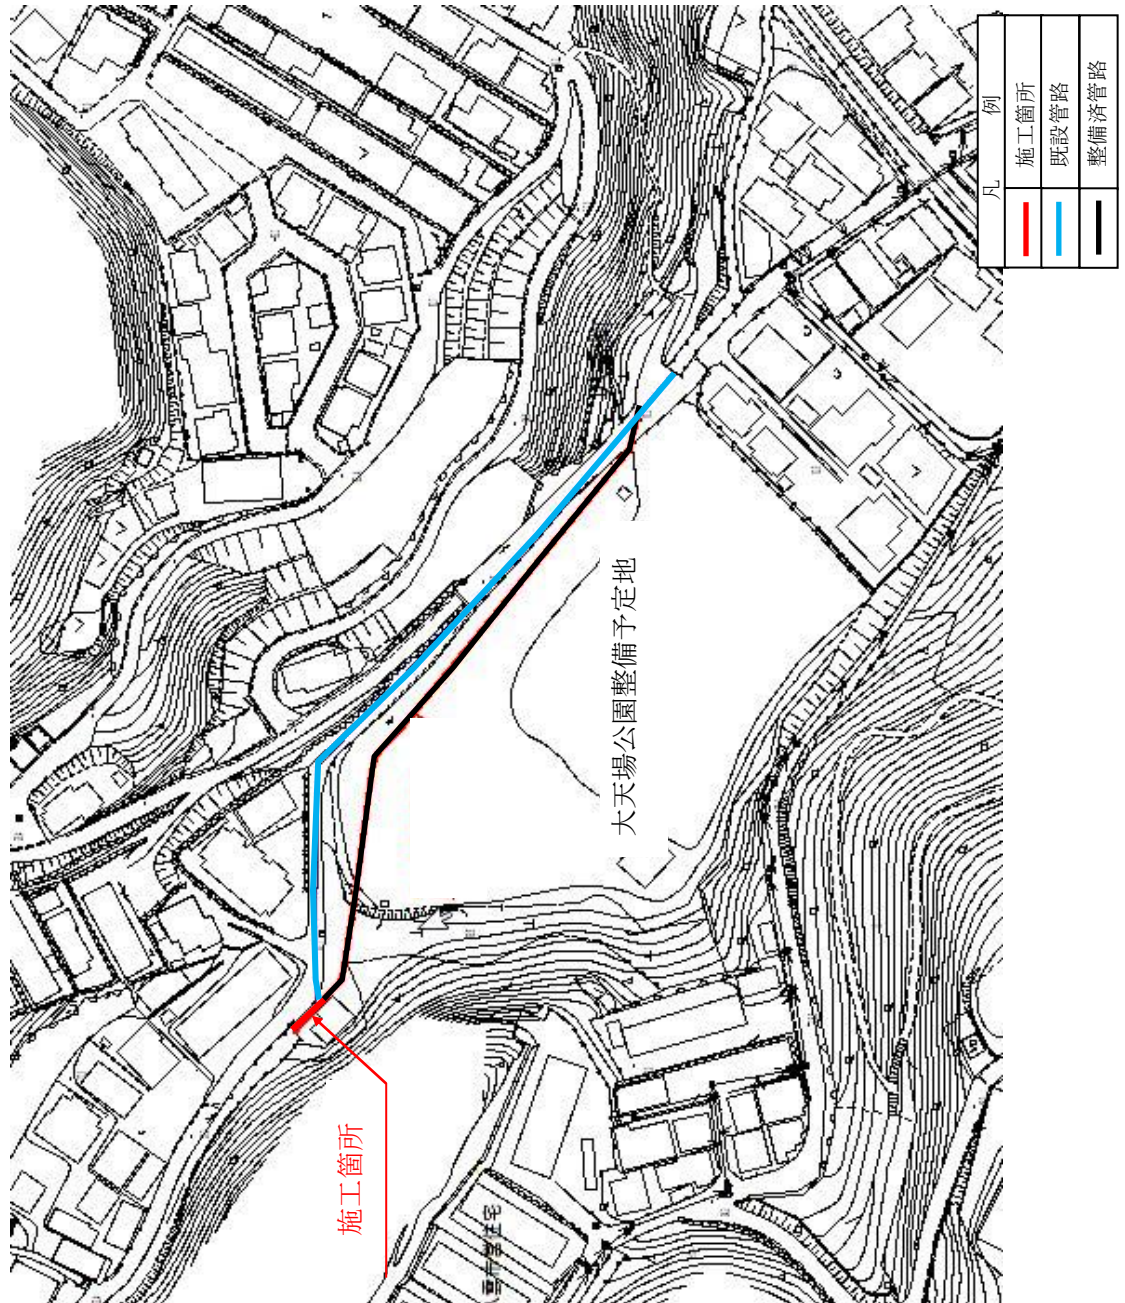 凡 例
施工箇所
既設管路
整備済管路
大天場公園整備予定地
施工箇所